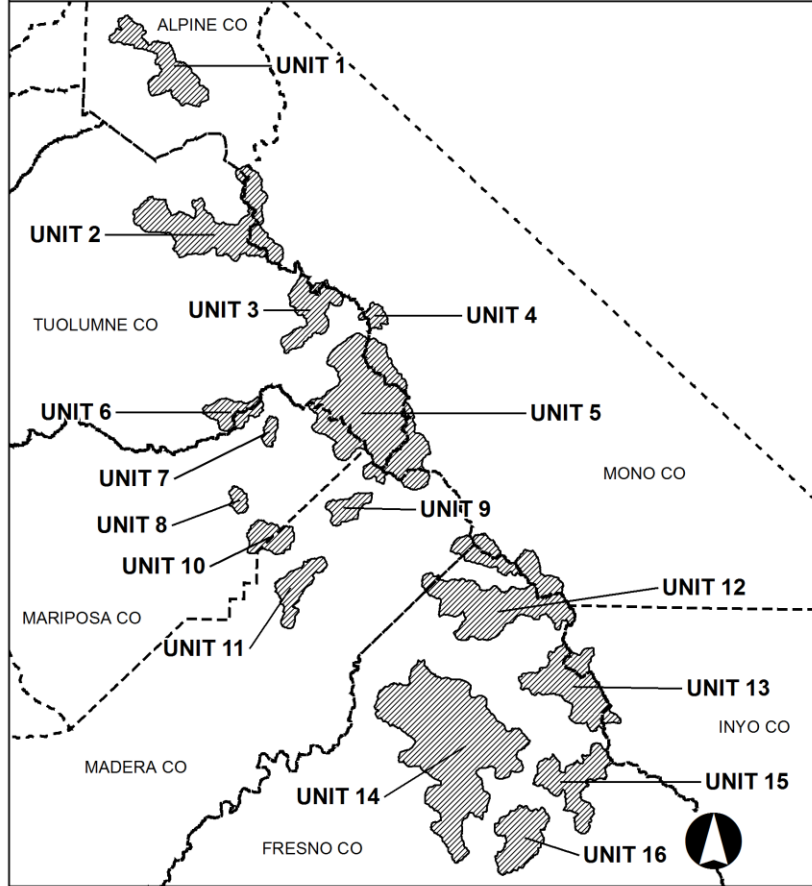 ALPINE CO
UNIT 1
UNIT 2
UNIT 3
UNIT 4
TUOLUMNE CO
UNIT 6
UNIT 5
UNIT 7
MONO CO
UNIT 8
UNIT 9
UNIT 10
UNIT 12
MARIPOSA CO
UNIT 11
UNIT 13
INYO CO
MADERA CO
UNIT 15
UNIT 14
FRESNO CO
UNIT 16